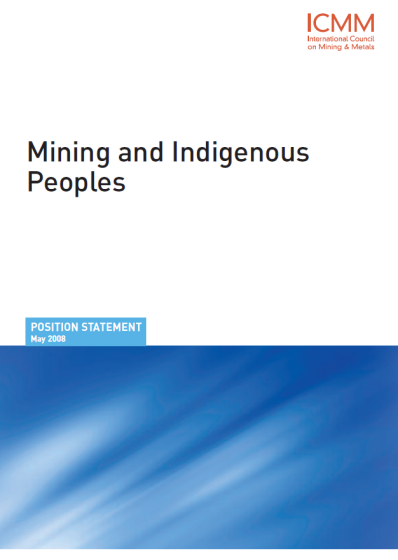 ICMM
International Council
on Mining & Metals
Mining and Indigenous
Peoples
POSITION STATEMENT
May 2008